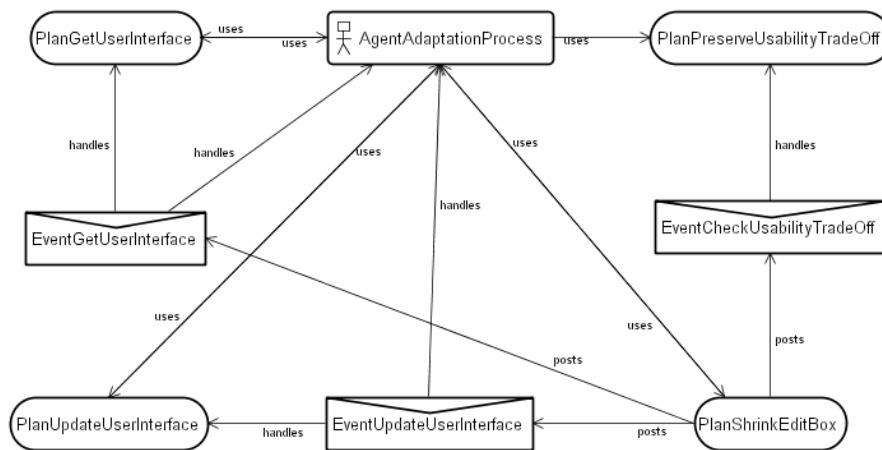 PlanGetUserInterface
uses
uses
AgentAdaptationProcess
uses
PlanPreserveUsabilityTradeOff
handles
handles
uses
uses
handles
handles
EventGetUserInterface
EventCheckUsabilityTradeOff
uses
uses
posts
posts
PlanUpdateUserInterface
handles
EventUpdateUserInterface
posts
PlanShrinkEditBox